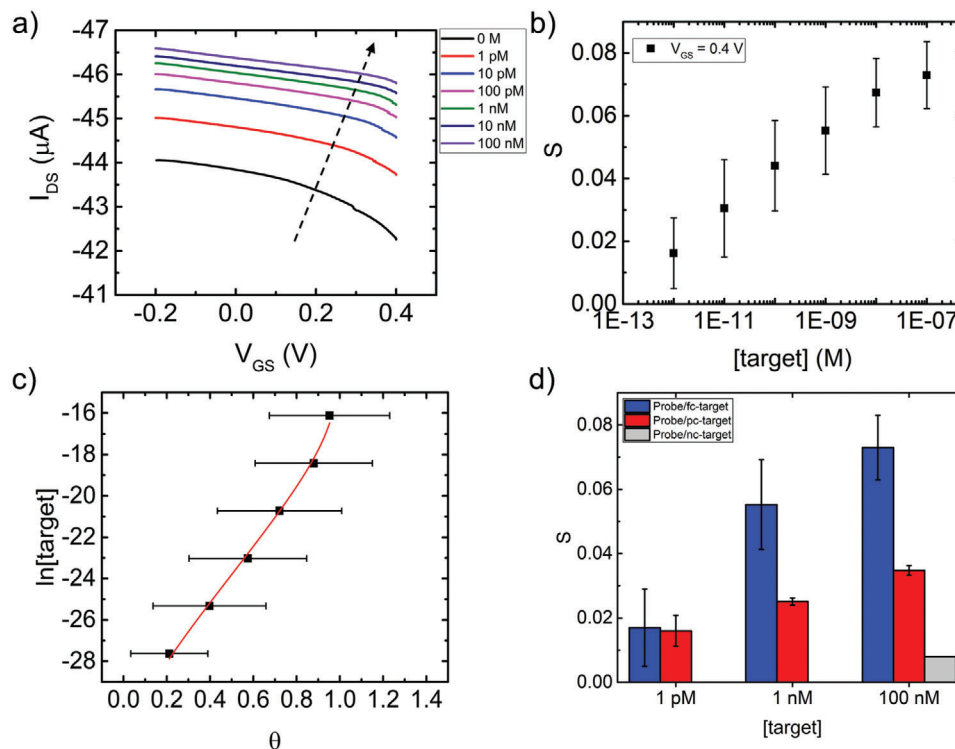 a)
-47
-46
-45
-44
-43
-42
-41
I_DS (μA)
-0.2
0.0
0.2
0.4
V_GS (V)
0 M
1 pM
10 pM
100 pM
1 nM
10 nM
100 nM
b)
V_GS = 0.4 V
0.08
0.06
0.04
0.02
0.00
S
1E-13
1E-11
1E-09
1E-07
[target] (M)
c)
-16
-18
-20
-23
-25
-28
ln[target]
0.0
0.2
0.4
0.6
0.8
1.0
1.2
1.4
θ
d)
Probe/fc-target
Probe/pc-target
Probe/nc-target
0.08
0.06
0.04
0.02
0.00
S
1 pM
1 nM
100 nM
[target]